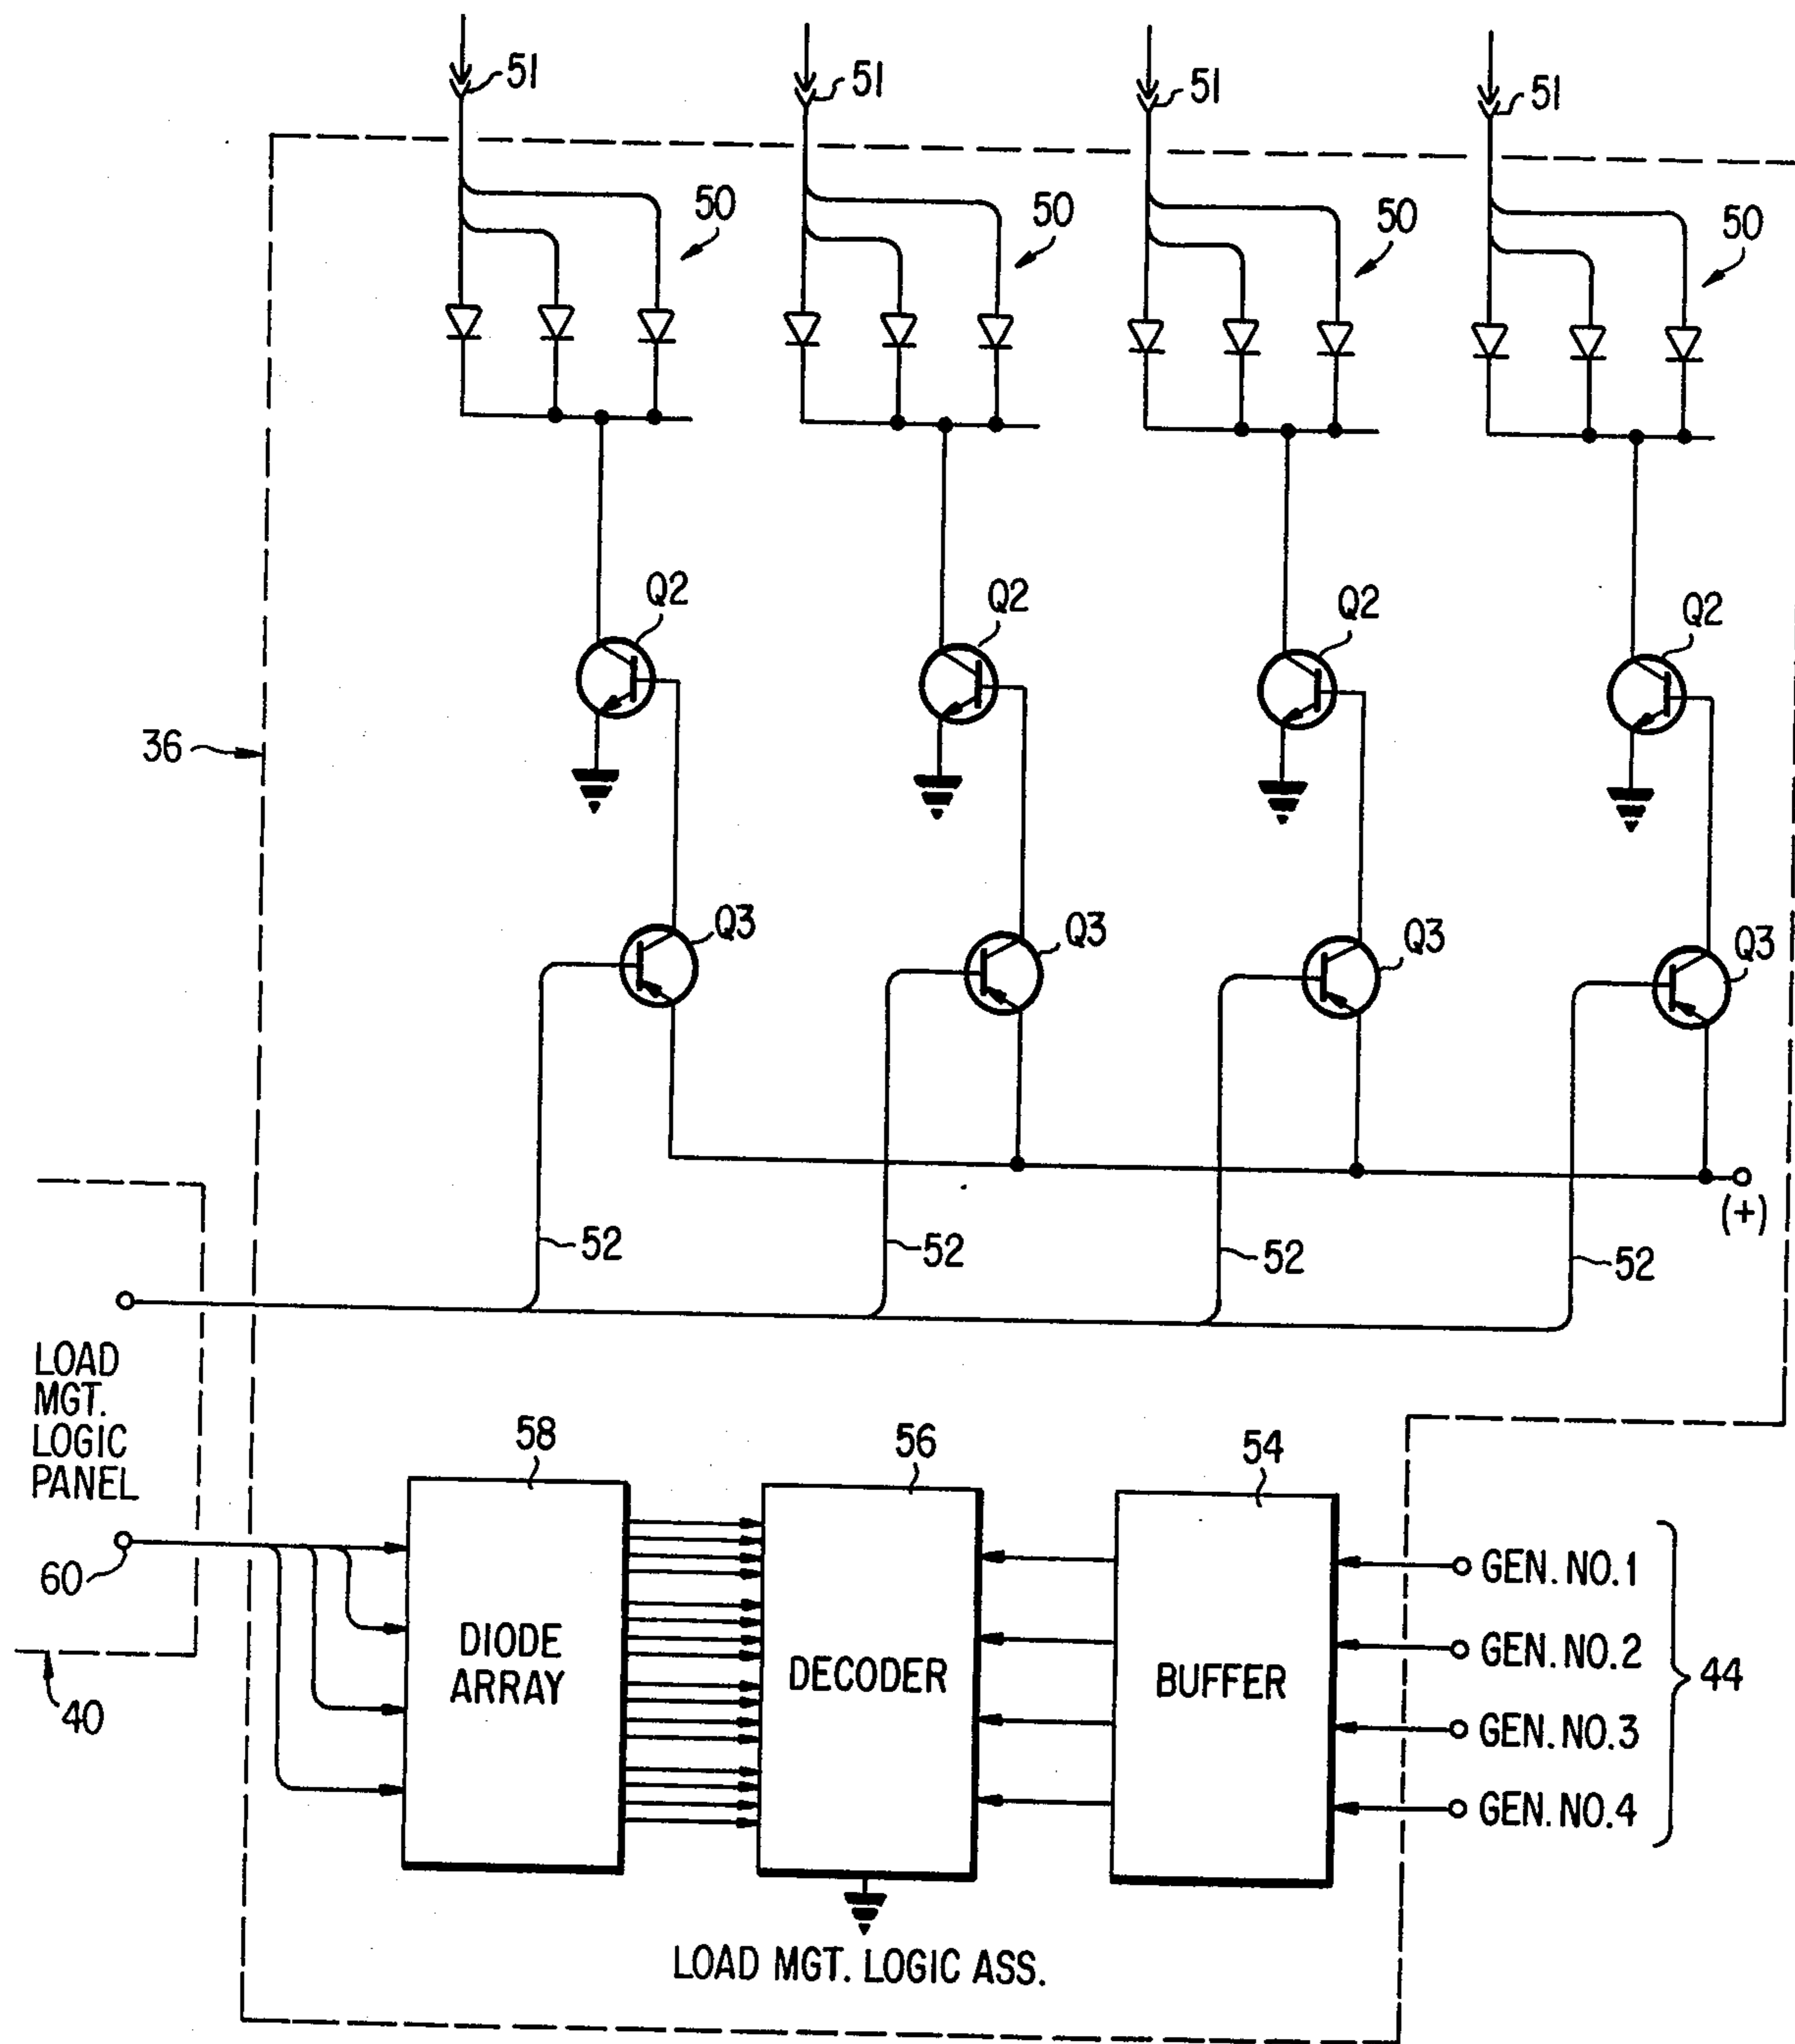 51 51 51 51
50 50 50 50
Q2 Q2 Q2 Q2
36
Q3 Q3 Q3 Q3
(+)
52 52 52 52
LOAD
MGT.
LOGIC
PANEL
60
40
58 56 54
DIODE
ARRAY
DECODER
BUFFER
GEN. NO.1
GEN. NO.2
GEN. NO.3
GEN. NO.4
44
LOAD MGT. LOGIC ASS.